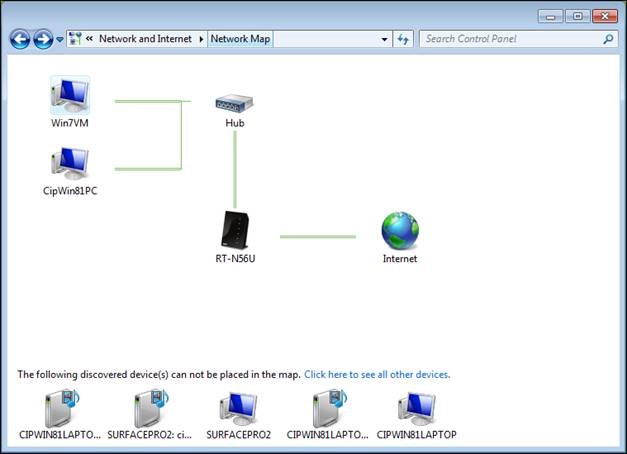 Network and Internet Network Map Search Control Panel
Win7VM
Hub
CipWin81PC
RT-N56U
Internet
The following discovered device(s) can not be placed in the map. Click here to see all other devices.
CIPWIN81LAPTO... SURFACEPRO2: ci... SURFACEPRO2 CIPWIN81LAPTO... CIPWIN81LAPTOP